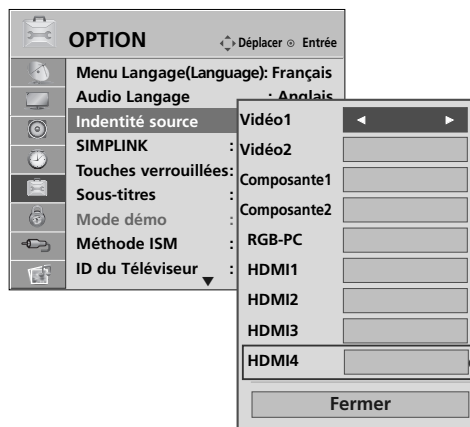 OPTION
Déplacer Entrée
Menu Langage(Language): Français
Audio Langage : Anglais
Indentité source
SIMPLINK :
Touches verrouillées:
Sous-titres :
Mode démo :
Méthode ISM :
ID du Téléviseur :
Vidéo1
Vidéo2
Composante1
Composante2
RGB-PC
HDMI1
HDMI2
HDMI3
HDMI4
Fermer